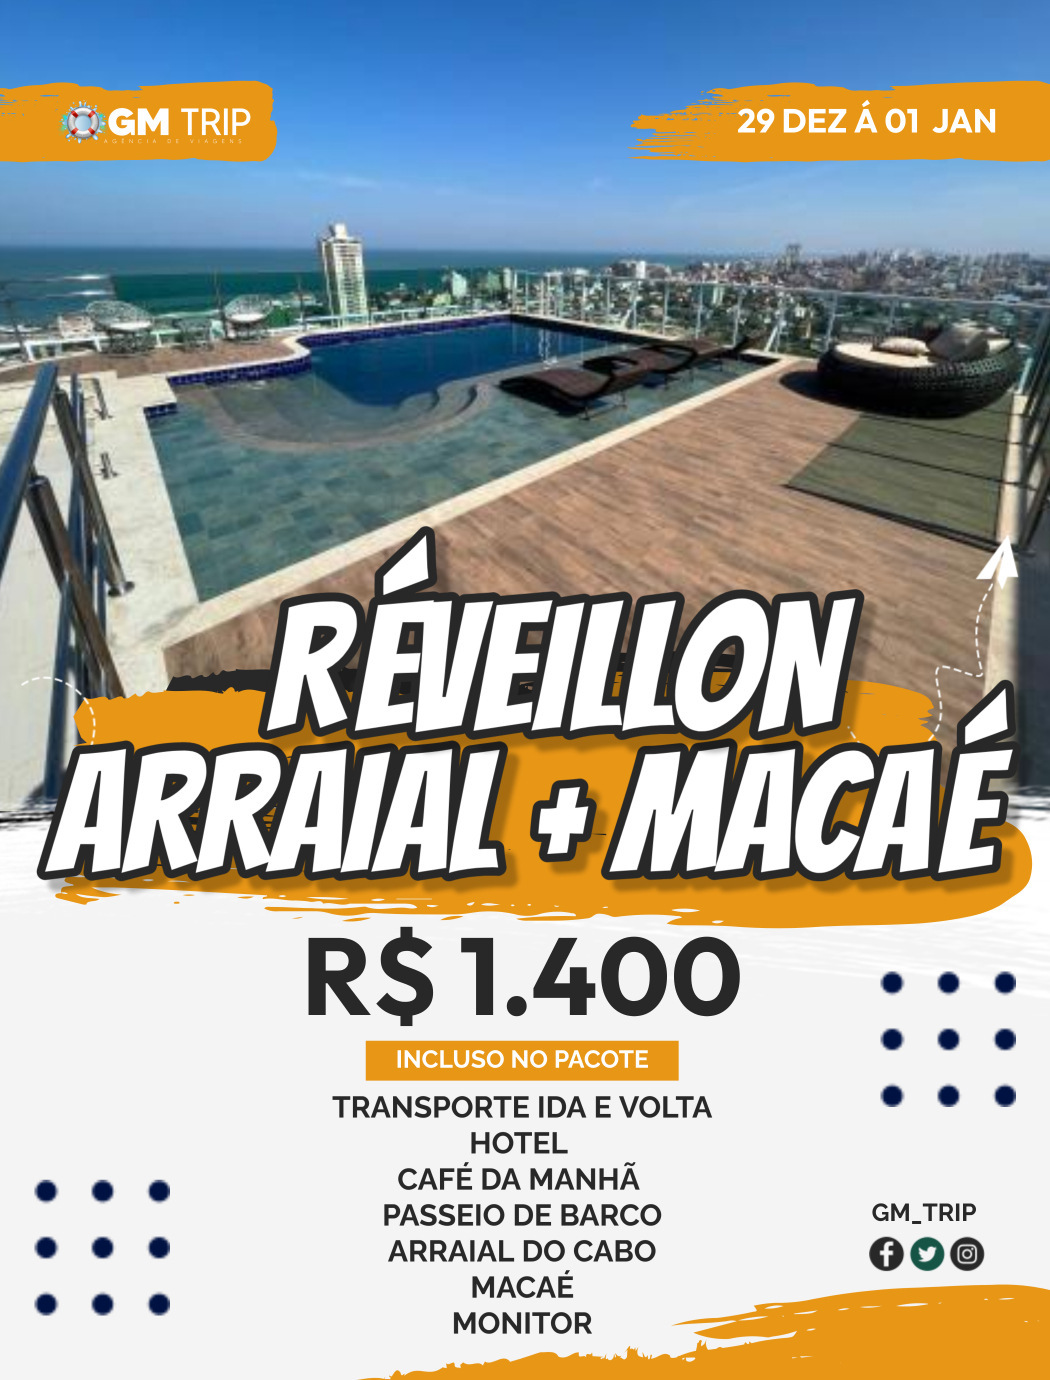 GM TRIP
AGÊNCIA DE VIAGENS
29 DEZ Á 01 JAN
RÉVEILLON
ARRAIAL + MACAÉ
R$ 1.400
INCLUSO NO PACOTE
TRANSPORTE IDA E VOLTA
HOTEL
CAFÉ DA MANHÃ
PASSEIO DE BARCO
ARRAIAL DO CABO
MACAÉ
MONITOR
GM_TRIP